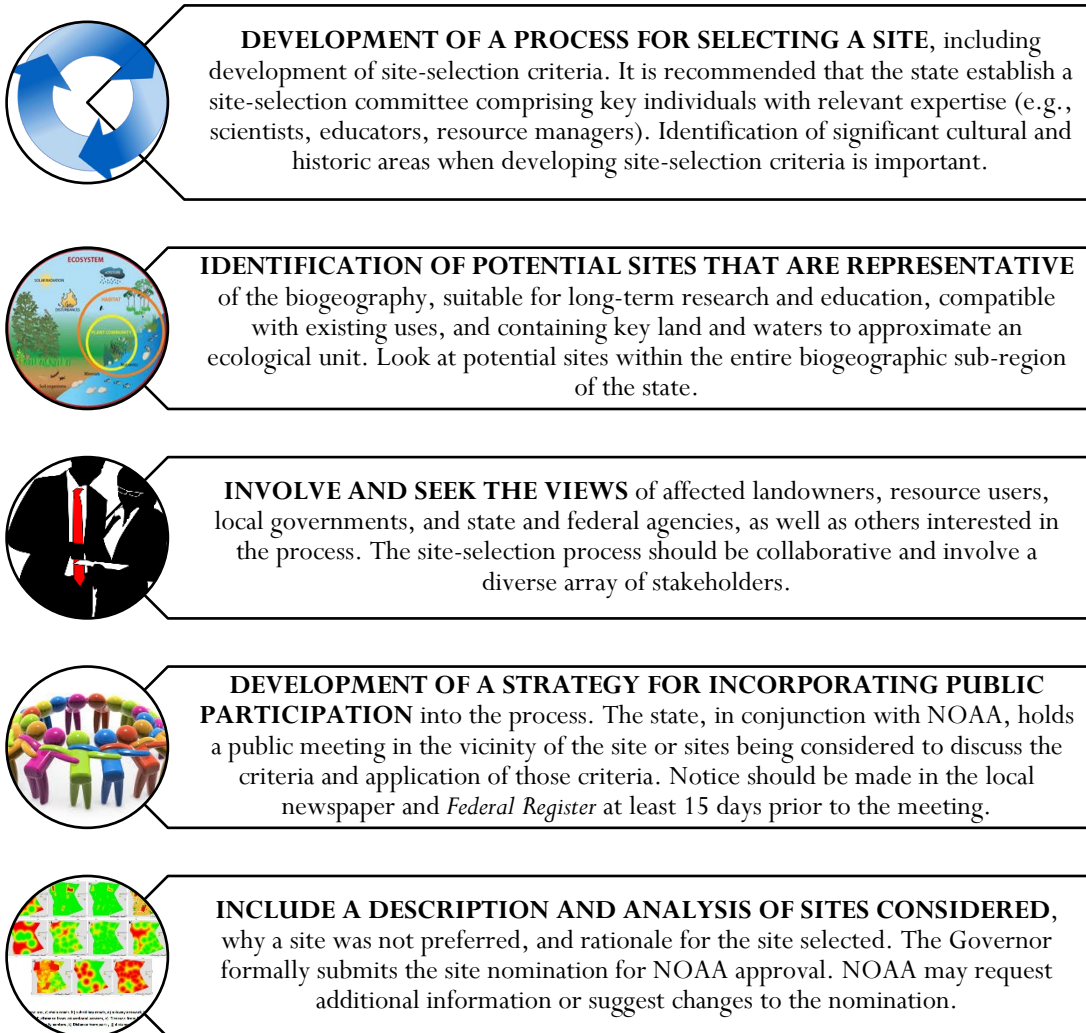 DEVELOPMENT OF A PROCESS FOR SELECTING A SITE, including
development of site-selection criteria. It is recommended that the state establish a
site-selection committee comprising key individuals with relevant expertise (e.g.,
scientists, educators, resource managers). Identification of significant cultural and
historic areas when developing site-selection criteria is important.
ECOSYSTEM
HABITAT
DISTURBANCES
PLANT COMMUNITY
Soil organisms
IDENTIFICATION OF POTENTIAL SITES THAT ARE REPRESENTATIVE
of the biogeography, suitable for long-term research and education, compatible
with existing uses, and containing key land and waters to approximate an
ecological unit. Look at potential sites within the entire biogeographic sub-region
of the state.
INVOLVE AND SEEK THE VIEWS of affected landowners, resource users,
local governments, and state and federal agencies, as well as others interested in
the process. The site-selection process should be collaborative and involve a
diverse array of stakeholders.
DEVELOPMENT OF A STRATEGY FOR INCORPORATING PUBLIC
PARTICIPATION into the process. The state, in conjunction with NOAA, holds
a public meeting in the vicinity of the site or sites being considered to discuss the
criteria and application of those criteria. Notice should be made in the local
newspaper and Federal Register at least 15 days prior to the meeting.
INCLUDE A DESCRIPTION AND ANALYSIS OF SITES CONSIDERED,
why a site was not preferred, and rationale for the site selected. The Governor
formally submits the site nomination for NOAA approval. NOAA may request
additional information or suggest changes to the nomination.